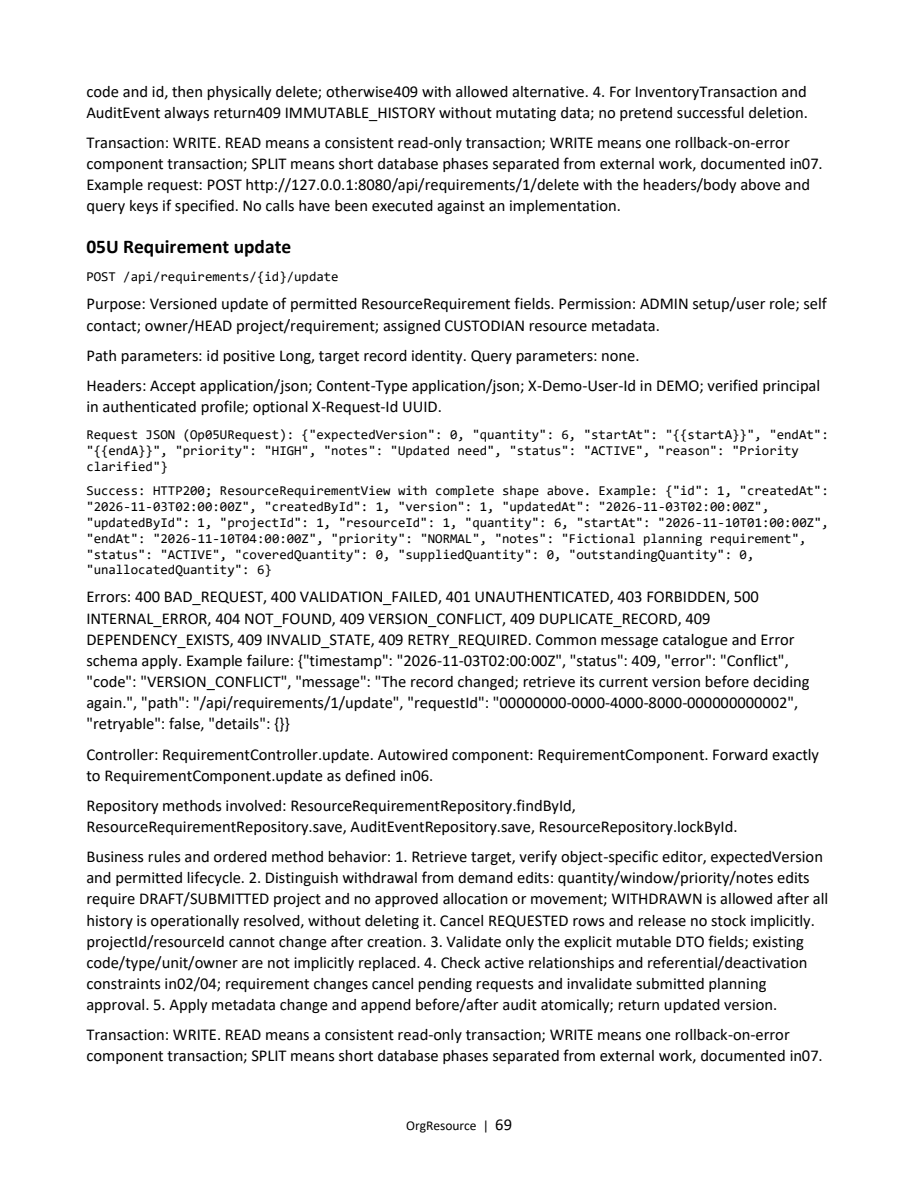 code and id, then physically delete; otherwise409 with allowed alternative. 4. For InventoryTransaction and
AuditEvent always return409 IMMUTABLE_HISTORY without mutating data; no pretend successful deletion.
Transaction: WRITE. READ means a consistent read-only transaction; WRITE means one rollback-on-error
component transaction; SPLIT means short database phases separated from external work, documented in07.
Example request: POST http://127.0.0.1:8080/api/requirements/1/delete with the headers/body above and
query keys if specified. No calls have been executed against an implementation.
05U Requirement update
POST /api/requirements/{id}/update
Purpose: Versioned update of permitted ResourceRequirement fields. Permission: ADMIN setup/user role; self
contact; owner/HEAD project/requirement; assigned CUSTODIAN resource metadata.
Path parameters: id positive Long, target record identity. Query parameters: none.
Headers: Accept application/json; Content-Type application/json; X-Demo-User-Id in DEMO; verified principal
in authenticated profile; optional X-Request-Id UUID.
Request JSON (Op05URequest): {"expectedVersion": 0, "quantity": 6, "startAt": "{{startA}}", "endAt":
"{{endA}}", "priority": "HIGH", "notes": "Updated need", "status": "ACTIVE", "reason": "Priority
clarified"}
Success: HTTP200; ResourceRequirementView with complete shape above. Example: {"id": 1, "createdAt":
"2026-11-03T02:00:00Z", "createdById": 1, "version": 1, "updatedAt": "2026-11-03T02:00:00Z",
"updatedById": 1, "projectId": 1, "resourceId": 1, "quantity": 6, "startAt": "2026-11-10T01:00:00Z",
"endAt": "2026-11-10T04:00:00Z", "priority": "NORMAL", "notes": "Fictional planning requirement",
"status": "ACTIVE", "coveredQuantity": 0, "suppliedQuantity": 0, "outstandingQuantity": 0,
"unallocatedQuantity": 6}
Errors: 400 BAD_REQUEST, 400 VALIDATION_FAILED, 401 UNAUTHENTICATED, 403 FORBIDDEN, 500
INTERNAL_ERROR, 404 NOT_FOUND, 409 VERSION_CONFLICT, 409 DUPLICATE_RECORD, 409
DEPENDENCY_EXISTS, 409 INVALID_STATE, 409 RETRY_REQUIRED. Common message catalogue and Error
schema apply. Example failure: {"timestamp": "2026-11-03T02:00:00Z", "status": 409, "error": "Conflict",
"code": "VERSION_CONFLICT", "message": "The record changed; retrieve its current version before deciding
again.", "path": "/api/requirements/1/update", "requestId": "00000000-0000-4000-8000-000000000002",
"retryable": false, "details": {}}
Controller: RequirementController.update. Autowired component: RequirementComponent. Forward exactly
to RequirementComponent.update as defined in06.
Repository methods involved: ResourceRequirementRepository.findById,
ResourceRequirementRepository.save, AuditEventRepository.save, ResourceRepository.lockById.
Business rules and ordered method behavior: 1. Retrieve target, verify object-specific editor, expectedVersion
and permitted lifecycle. 2. Distinguish withdrawal from demand edits: quantity/window/priority/notes edits
require DRAFT/SUBMITTED project and no approved allocation or movement; WITHDRAWN is allowed after all
history is operationally resolved, without deleting it. Cancel REQUESTED rows and release no stock implicitly.
projectId/resourceId cannot change after creation. 3. Validate only the explicit mutable DTO fields; existing
code/type/unit/owner are not implicitly replaced. 4. Check active relationships and referential/deactivation
constraints in02/04; requirement changes cancel pending requests and invalidate submitted planning
approval. 5. Apply metadata change and append before/after audit atomically; return updated version.
Transaction: WRITE. READ means a consistent read-only transaction; WRITE means one rollback-on-error
component transaction; SPLIT means short database phases separated from external work, documented in07.
OrgResource | 69